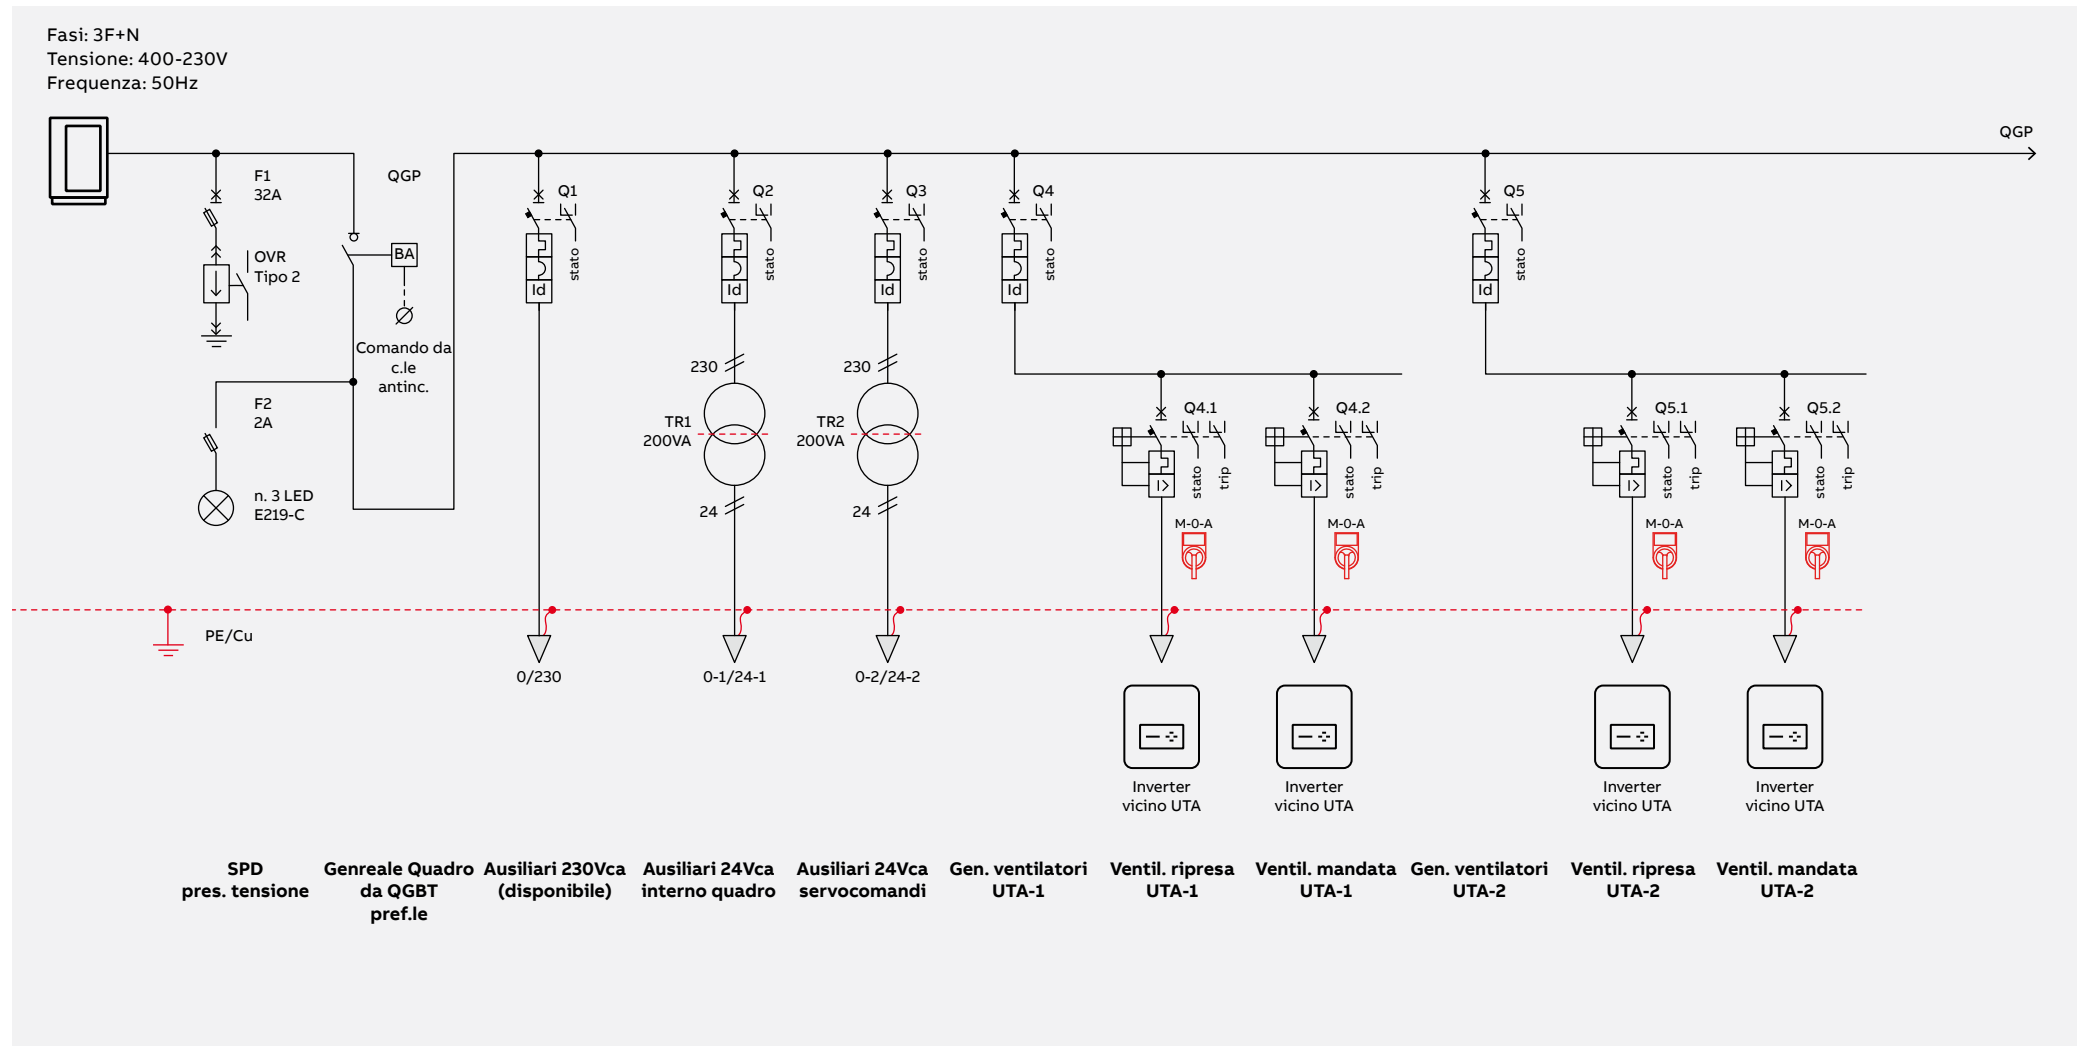 Fasi: 3F+N
Tensione: 400-230V
Frequenza: 50Hz
QGP
F1
32A
QGP
Q1
Q2
Q3
Q4
Q5
stato
stato
stato
stato
stato
BA
OVR
Tipo 2
Id
Id
Id
Id
Id
Comando da
c.le
antinc.
230
230
F2
2A
TR1
200VA
TR2
200VA
Q4.1
Q4.2
Q5.1
Q5.2
I>
I>
I>
I>
stato
trip
stato
trip
stato
trip
stato
trip
n. 3 LED
E219-C
24
24
M-0-A
M-0-A
M-0-A
M-0-A
PE/Cu
0/230
0-1/24-1
0-2/24-2
Inverter
vicino UTA
Inverter
vicino UTA
Inverter
vicino UTA
Inverter
vicino UTA
SPD
pres. tensione
Genreale Quadro
da QGBT
pref.le
Ausiliari 230Vca
(disponibile)
Ausiliari 24Vca
interno quadro
Ausiliari 24Vca
servocomandi
Gen. ventilatori
UTA-1
Ventil. ripresa
UTA-1
Ventil. mandata
UTA-1
Gen. ventilatori
UTA-2
Ventil. ripresa
UTA-2
Ventil. mandata
UTA-2